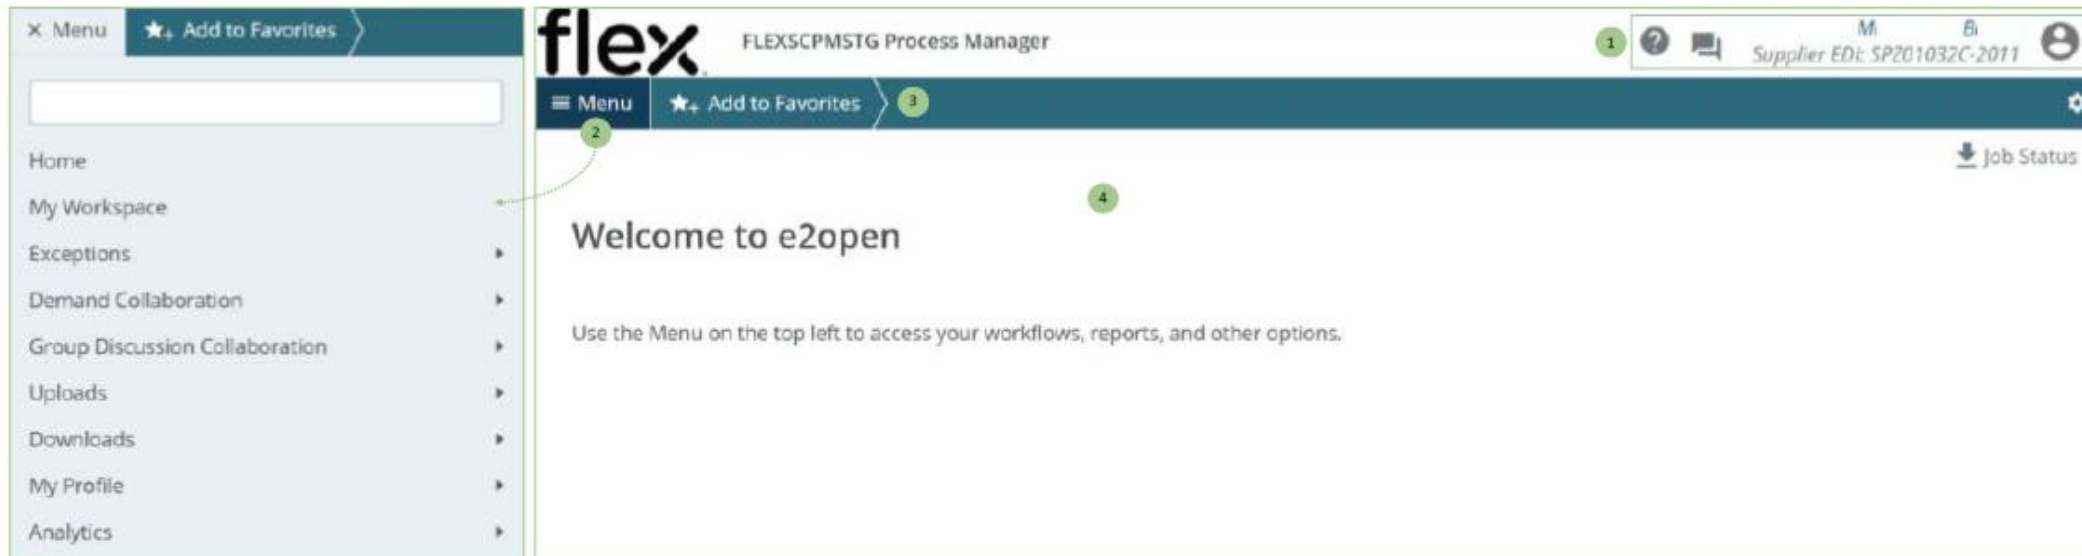 Menu
Add to Favorites
Home
My Workspace
Exceptions
Demand Collaboration
Group Discussion Collaboration
Uploads
Downloads
My Profile
Analytics
flex
FLEXSCPMSTG Process Manager
1
Supplier EDI: SPZ01032C-2011
Menu
Add to Favorites
3
2
Job Status
4
Welcome to e2open
Use the Menu on the top left to access your workflows, reports, and other options.